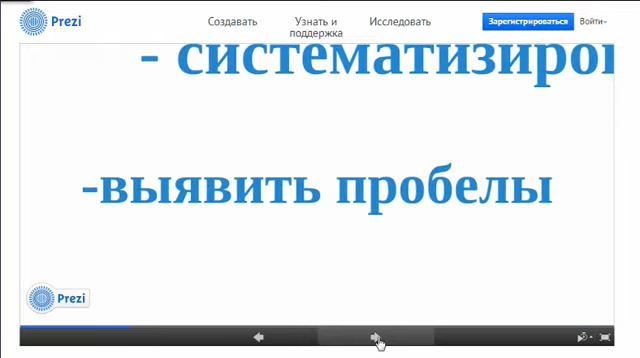 Prezi
Создавать
Узнать и
поддержка
Исследовать
Зарегистрироваться
Войти
- систематизиро
-выявить пробелы
Prezi